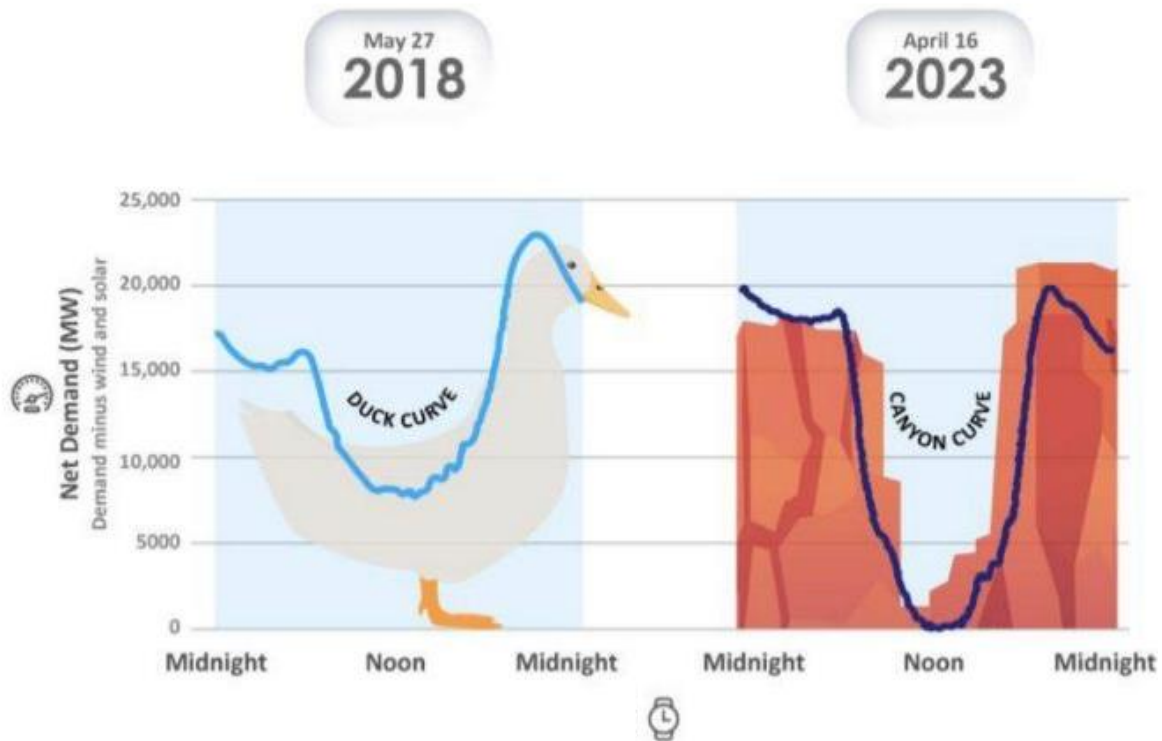 May 27
2018
April 16
2023
Net Demand (MW)
Demand minus wind and solar
25,000
20,000
15,000
10,000
5000
0
DUCK CURVE
CANYON CURVE
Midnight
Noon
Midnight
Midnight
Noon
Midnight